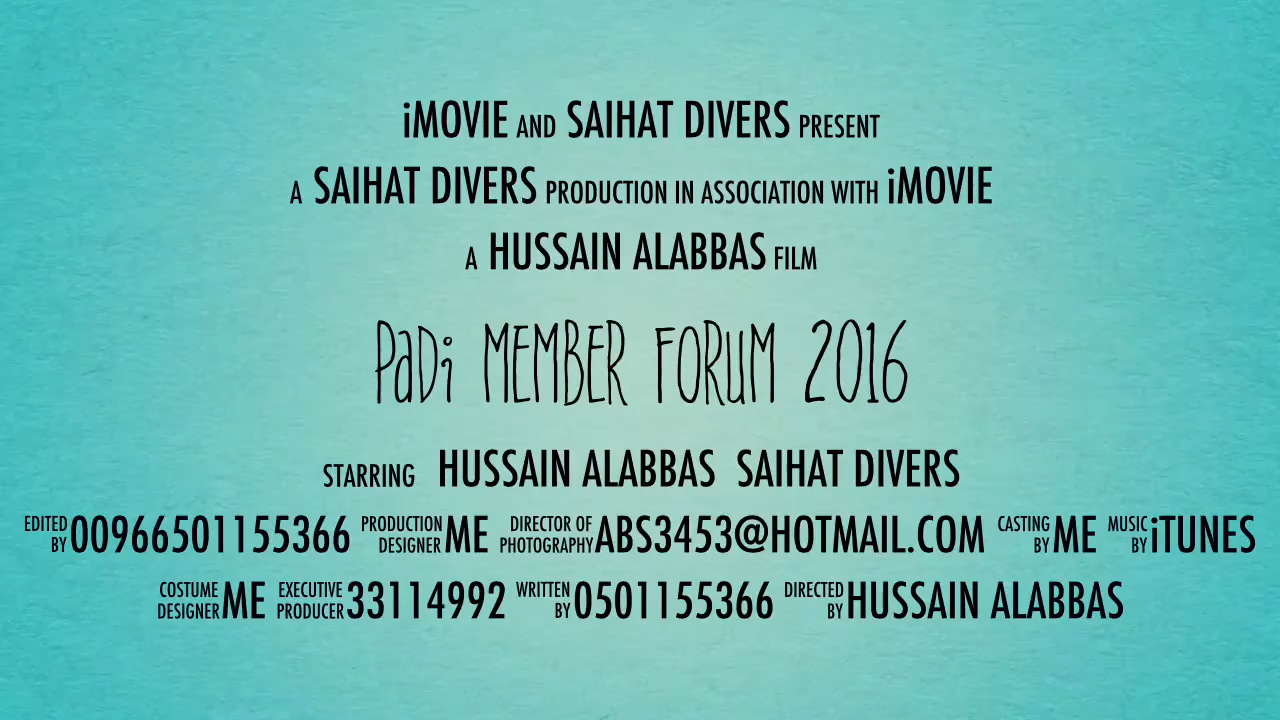 iMOVIE AND SAIHAT DIVERS PRESENT
A SAIHAT DIVERS PRODUCTION IN ASSOCIATION WITH iMOVIE
A HUSSAIN ALABBAS FILM
PaDi MEMBER FORUM 2016
STARRING HUSSAIN ALABBAS SAIHAT DIVERS
EDITED BY 00966501155366 PRODUCTION DESIGNER ME DIRECTOR OF PHOTOGRAPHY ABS3453@HOTMAIL.COM CASTING BY ME MUSIC BY iTUNES
COSTUME DESIGNER ME EXECUTIVE PRODUCER 33114992 WRITTEN BY 0501155366 DIRECTED BY HUSSAIN ALABBAS